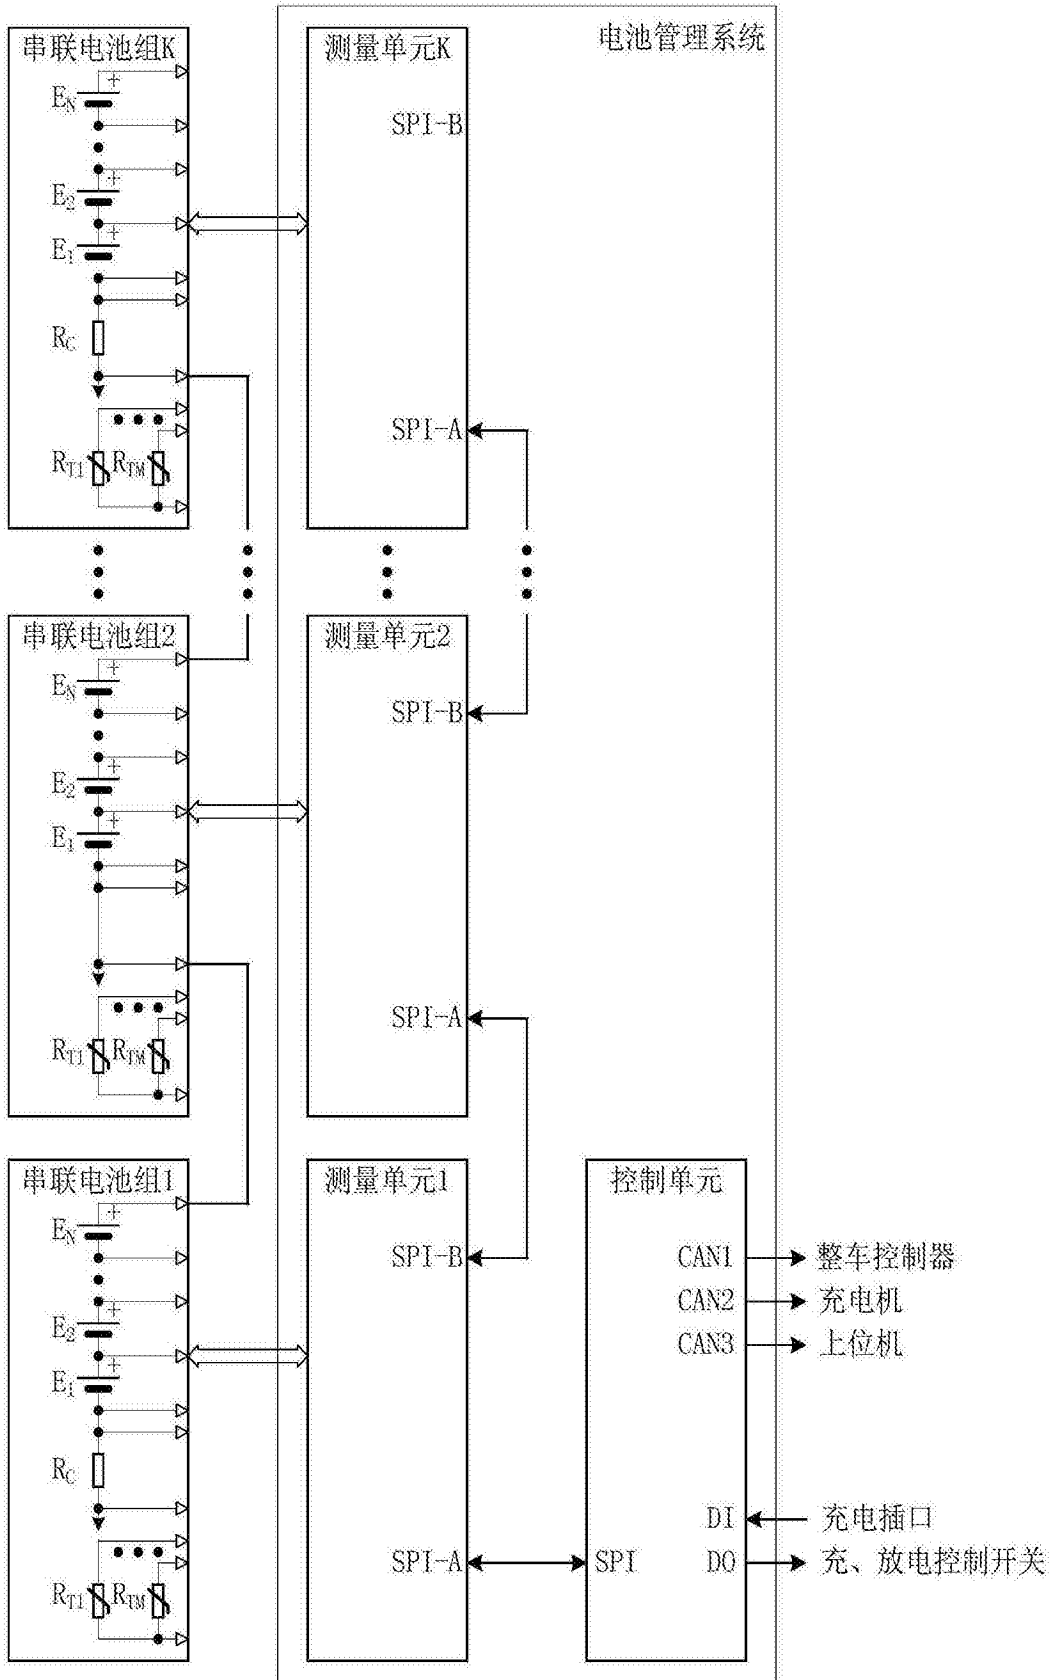 电池管理系统
串联电池组K
测量单元K
+
E_N
SPI-B
+
E_2
+
E_1
R_C
SPI-A
R_T1
R_TM
串联电池组2
测量单元2
+
E_N
SPI-B
+
E_2
+
E_1
SPI-A
R_T1
R_TM
串联电池组1
测量单元1
控制单元
+
E_N
SPI-B
CAN1
整车控制器
CAN2
充电机
+
E_2
CAN3
上位机
+
E_1
R_C
DI
充电插口
SPI-A
SPI
DO
充、放电控制开关
R_T1
R_TM